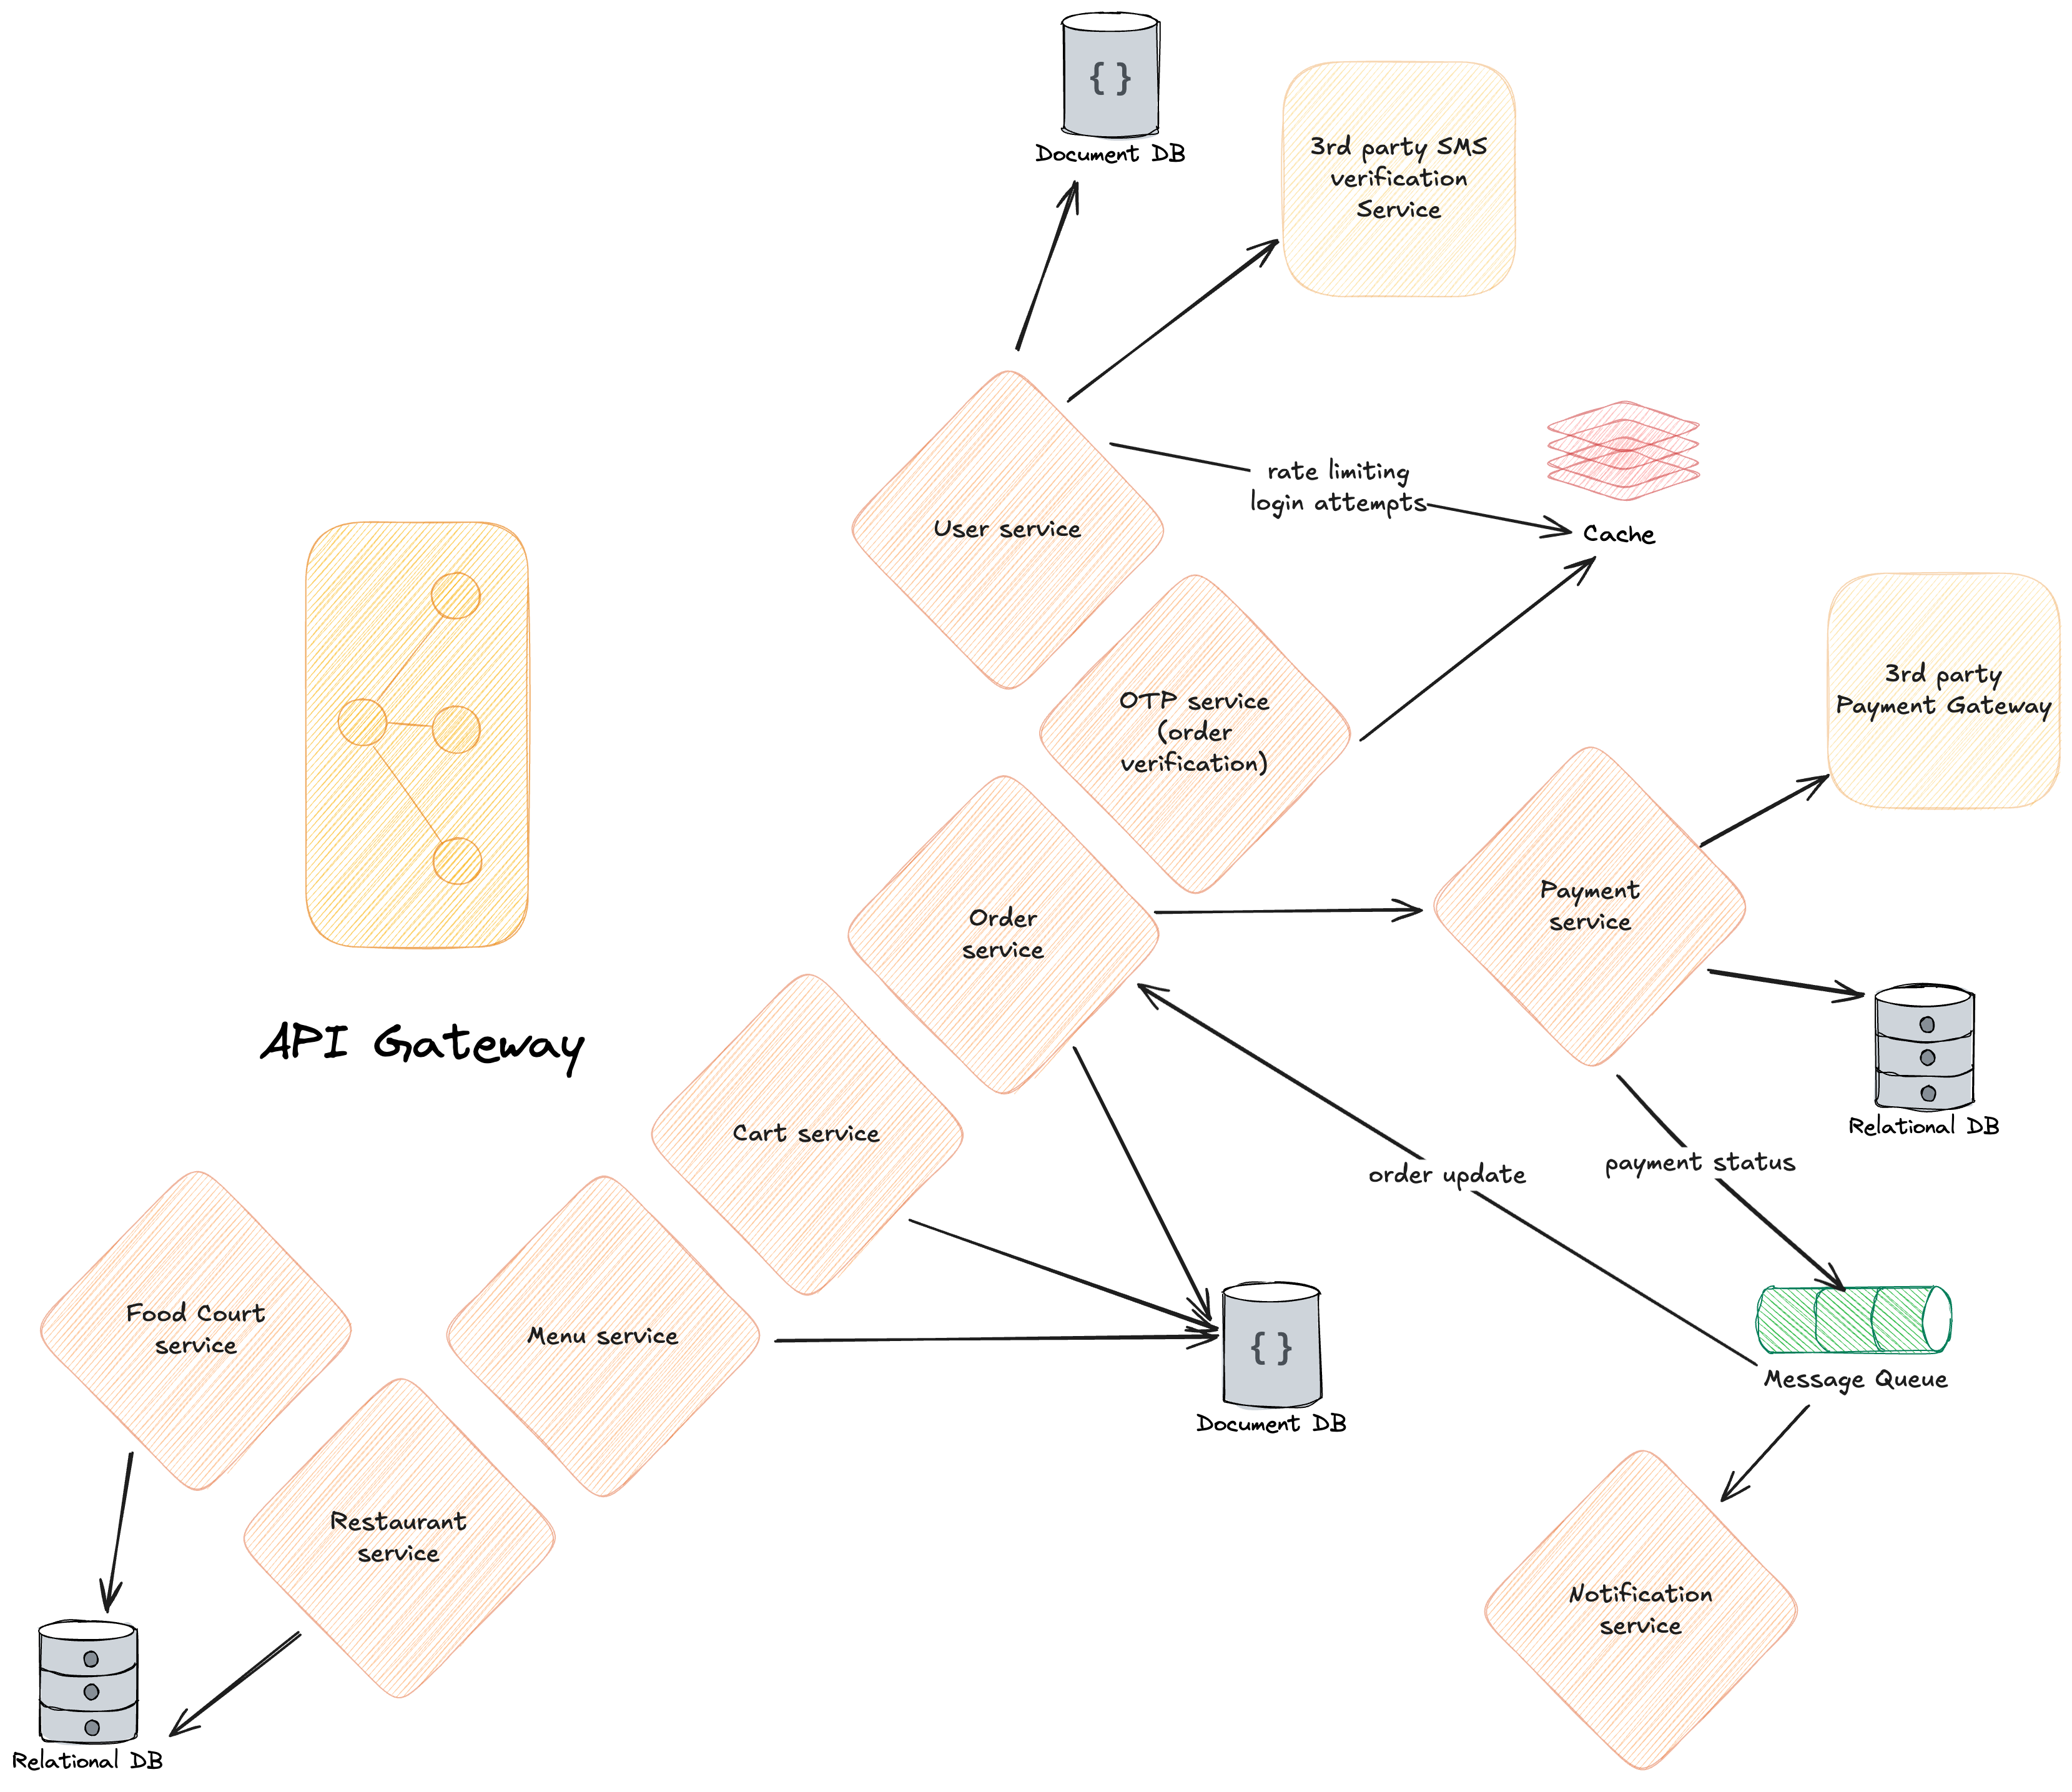 { }
Document DB
3rd party SMS
verification
Service
rate limiting
login attempts
Cache
User service
OTP service
(order
verification)
3rd party
Payment Gateway
Payment
service
Order
service
API Gateway
Relational DB
Cart service
order update
payment status
Food Court
service
Menu service
{ }
Document DB
Message Queue
Restaurant
service
Notification
service
Relational DB